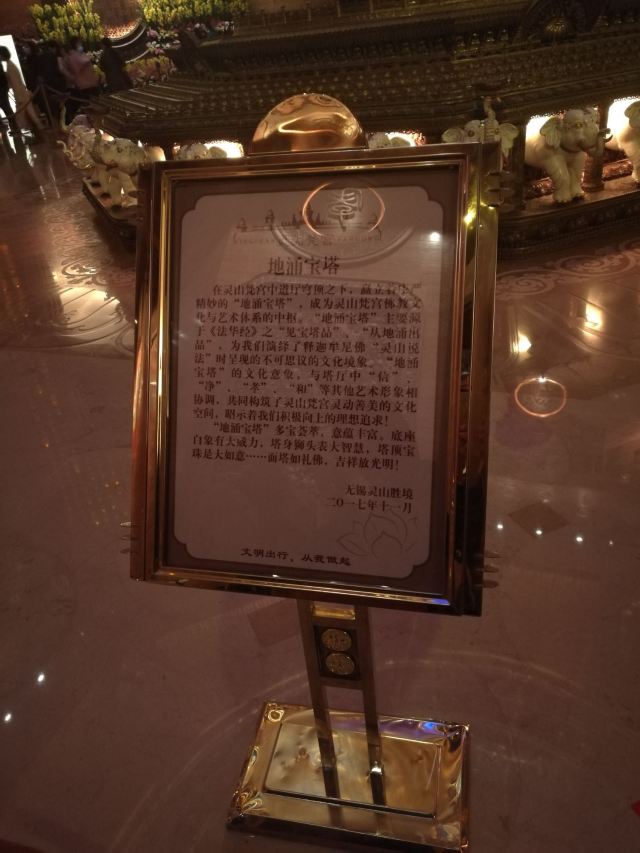 地涌宝塔
在灵山梵宫中道厅穹顶之下，矗立着华严
精妙的“地涌宝塔”，成为灵山梵宫佛教文
化与艺术体系的中枢。“地涌宝塔”主要源
于《法华经》之“见宝塔品”、“从地涌出
品”，为我们演绎了释迦牟尼佛“灵山说
法”时呈现的不可思议的文化境象。“地涌
宝塔”的文化意象，与塔厅中“信”、
“净”、“孝”、“和”等其他艺术形象相
协调，共同构筑了灵山梵宫灵动善美的文化
空间，昭示着我们积极向上的理想追求！
“地涌宝塔”多宝荟萃，意蕴丰富。底座
白象有大威力，塔身狮头表大智慧，塔顶宝
珠是大如意……面塔如礼佛，吉祥放光明！
无锡灵山胜境
二〇一七年十一月
文明出行、从我做起